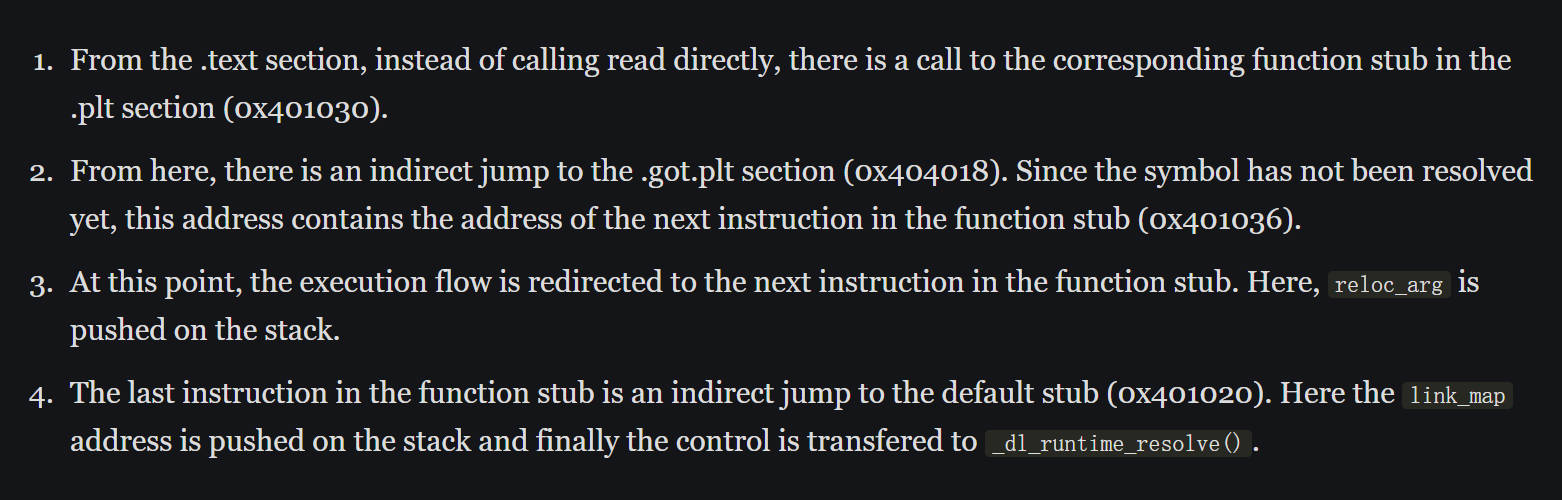 1. From the .text section, instead of calling read directly, there is a call to the corresponding function stub in the
.plt section (0x401030).
2. From here, there is an indirect jump to the .got.plt section (0x404018). Since the symbol has not been resolved
yet, this address contains the address of the next instruction in the function stub (0x401036).
3. At this point, the execution flow is redirected to the next instruction in the function stub. Here, reloc_arg is
pushed on the stack.
4. The last instruction in the function stub is an indirect jump to the default stub (0x401020). Here the link_map
address is pushed on the stack and finally the control is transfered to _dl_runtime_resolve().